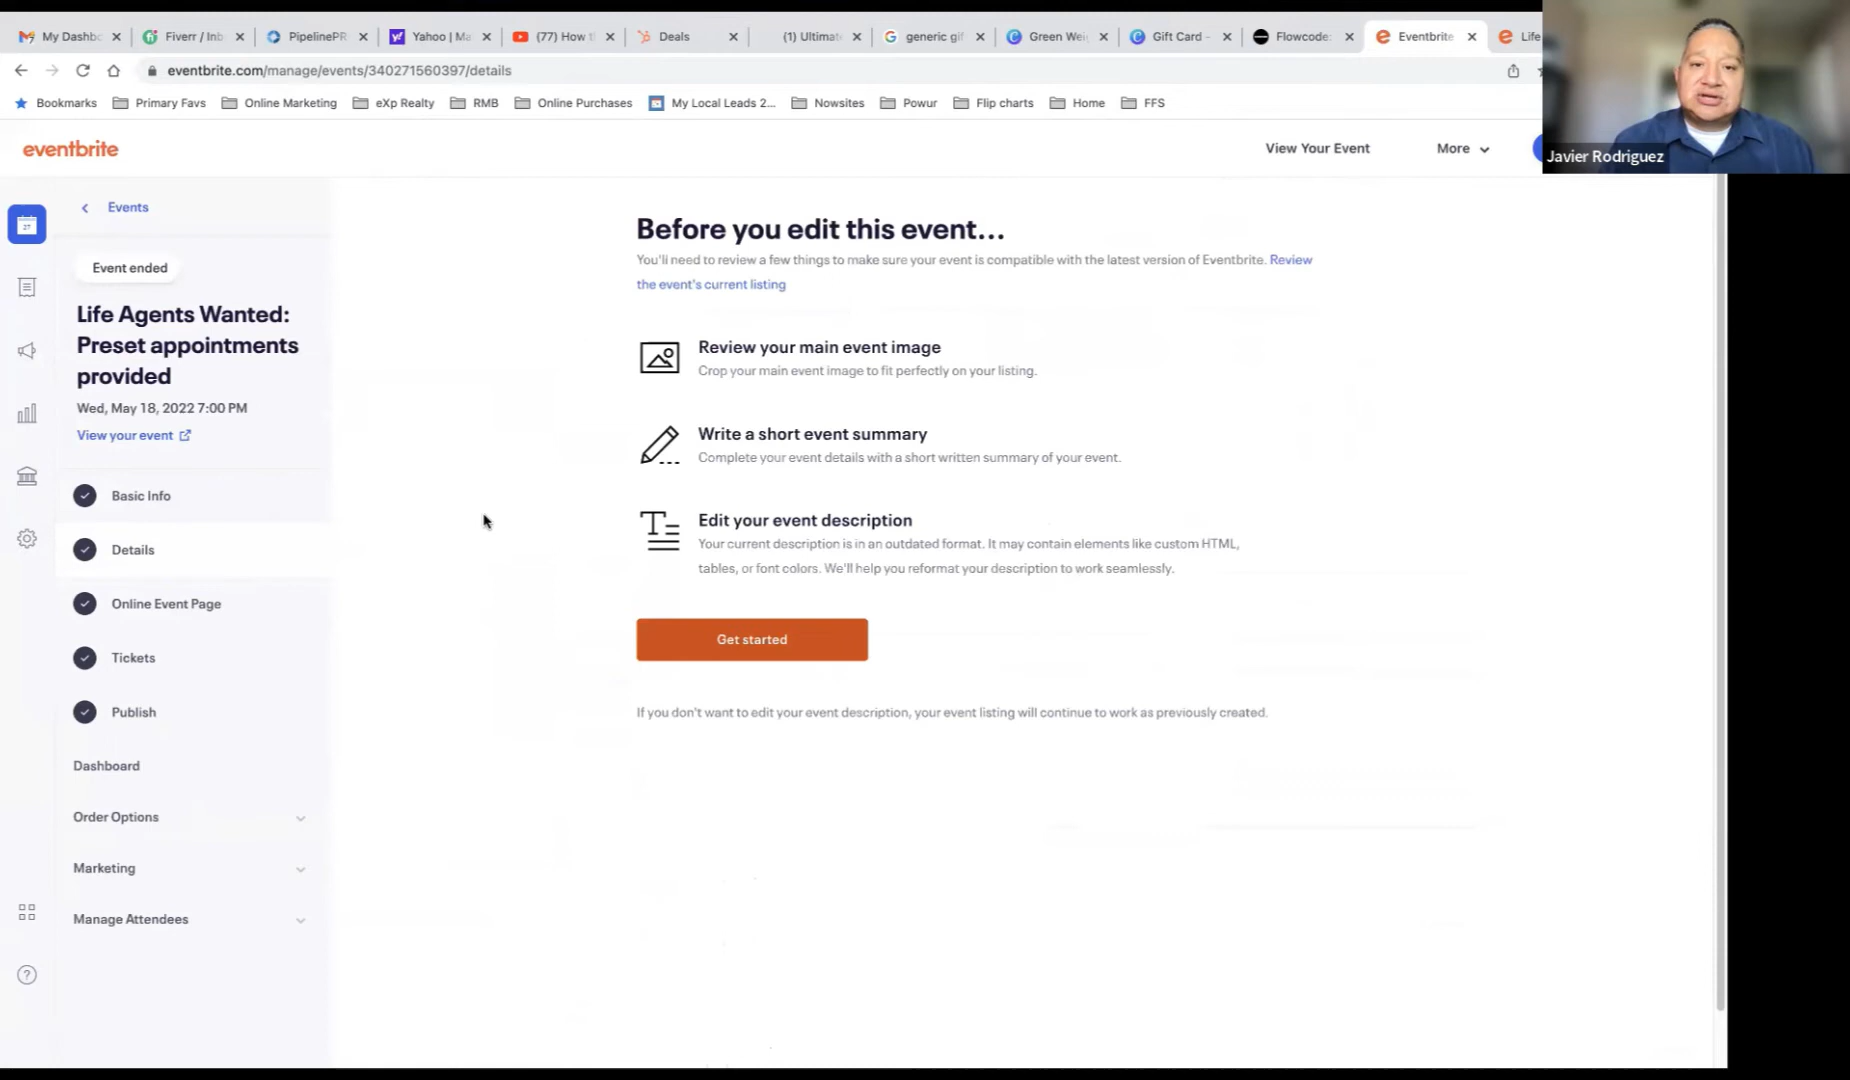 My Dashbo
Fiverr / Inb
PipelinePR
Yahoo | Ma
(77) How t
Deals
(1) Ultimat
generic gif
Green Wei
Gift Card -
Flowcode:
Eventbrite
Life
eventbrite.com/manage/events/340271560397/details
Bookmarks
Primary Favs
Online Marketing
eXp Realty
RMB
Online Purchases
My Local Leads 2...
Nowsites
Powur
Flip charts
Home
FFS
Javier Rodriguez
eventbrite
View Your Event
More
Events
Event ended
Life Agents Wanted:
Preset appointments
provided
Wed, May 18, 2022 7:00 PM
View your event
Basic Info
Details
Online Event Page
Tickets
Publish
Dashboard
Order Options
Marketing
Manage Attendees
Before you edit this event...
You'll need to review a few things to make sure your event is compatible with the latest version of Eventbrite. Review
the event's current listing
Review your main event image
Crop your main event image to fit perfectly on your listing.
Write a short event summary
Complete your event details with a short written summary of your event.
Edit your event description
Your current description is in an outdated format. It may contain elements like custom HTML,
tables, or font colors. We'll help you reformat your description to work seamlessly.
Get started
If you don't want to edit your event description, your event listing will continue to work as previously created.